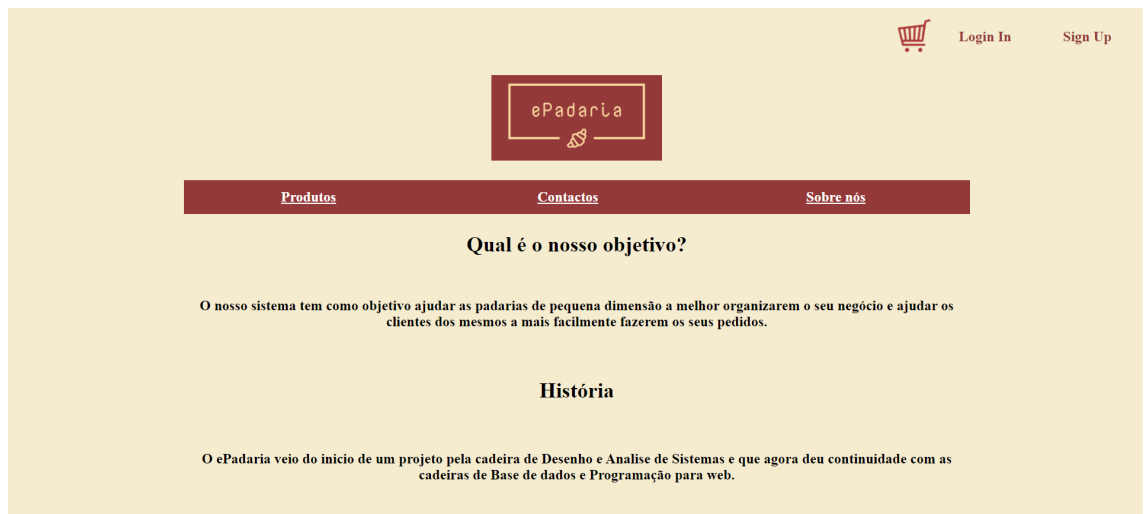 Login In Sign Up
ePadaria
Produtos Contactos Sobre nós
Qual é o nosso objetivo?
O nosso sistema tem como objetivo ajudar as padarias de pequena dimensão a melhor organizarem o seu negócio e ajudar os
clientes dos mesmos a mais facilmente fazerem os seus pedidos.
História
O ePadaria veio do inicio de um projeto pela cadeira de Desenho e Analise de Sistemas e que agora deu continuidade com as
cadeiras de Base de dados e Programação para web.